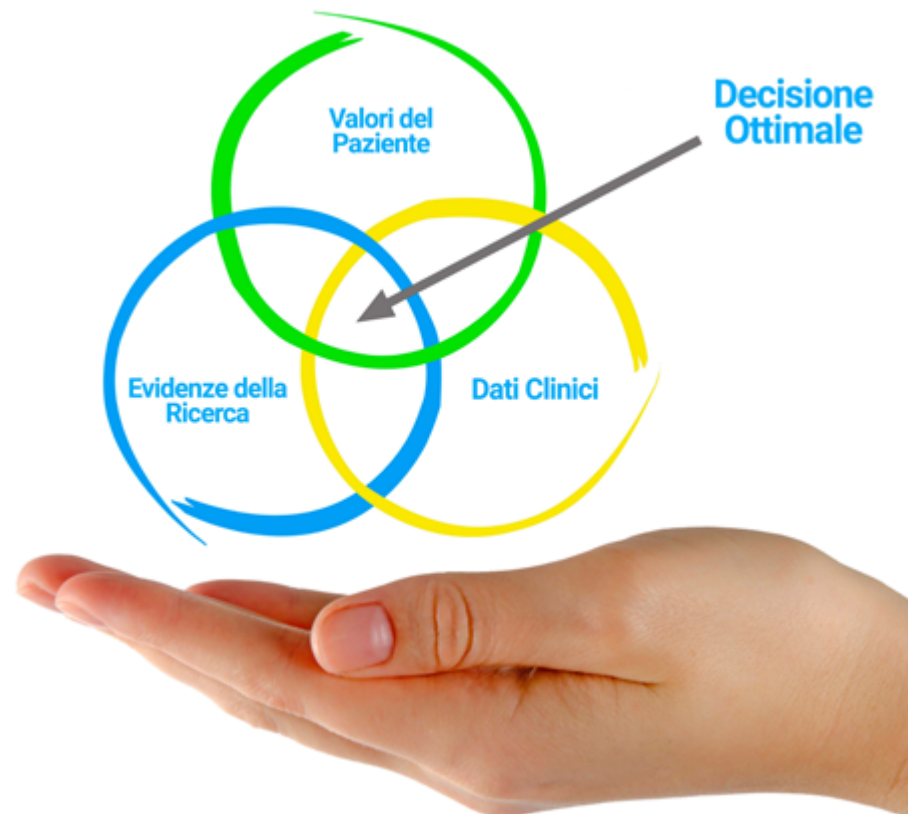 Valori del
Paziente
Decisione
Ottimale
Evidenze della
Ricerca
Dati Clinici